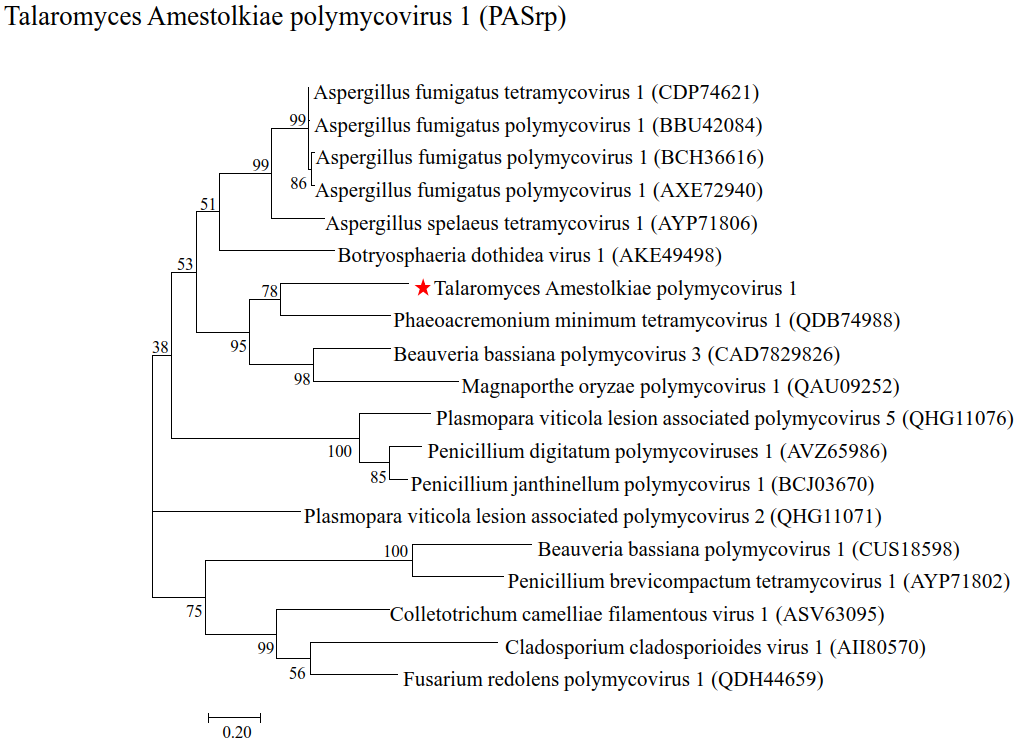 Talaromyces Amestolkiae polymycovirus 1 (PASrp)
Aspergillus fumigatus tetramycovirus 1 (CDP74621)
99
Aspergillus fumigatus polymycovirus 1 (BBU42084)
Aspergillus fumigatus polymycovirus 1 (BCH36616)
99
86
Aspergillus fumigatus polymycovirus 1 (AXE72940)
51
Aspergillus spelaeus tetramycovirus 1 (AYP71806)
Botryosphaeria dothidea virus 1 (AKE49498)
53
78
Talaromyces Amestolkiae polymycovirus 1
Phaeoacremonium minimum tetramycovirus 1 (QDB74988)
95
38
Beauveria bassiana polymycovirus 3 (CAD7829826)
98
Magnaporthe oryzae polymycovirus 1 (QAU09252)
Plasmopara viticola lesion associated polymycovirus 5 (QHG11076)
100
Penicillium digitatum polymycoviruses 1 (AVZ65986)
85
Penicillium janthinellum polymycovirus 1 (BCJ03670)
Plasmopara viticola lesion associated polymycovirus 2 (QHG11071)
100
Beauveria bassiana polymycovirus 1 (CUS18598)
Penicillium brevicompactum tetramycovirus 1 (AYP71802)
75
Colletotrichum camelliae filamentous virus 1 (ASV63095)
99
Cladosporium cladosporioides virus 1 (AII80570)
56
Fusarium redolens polymycovirus 1 (QDH44659)
0.20